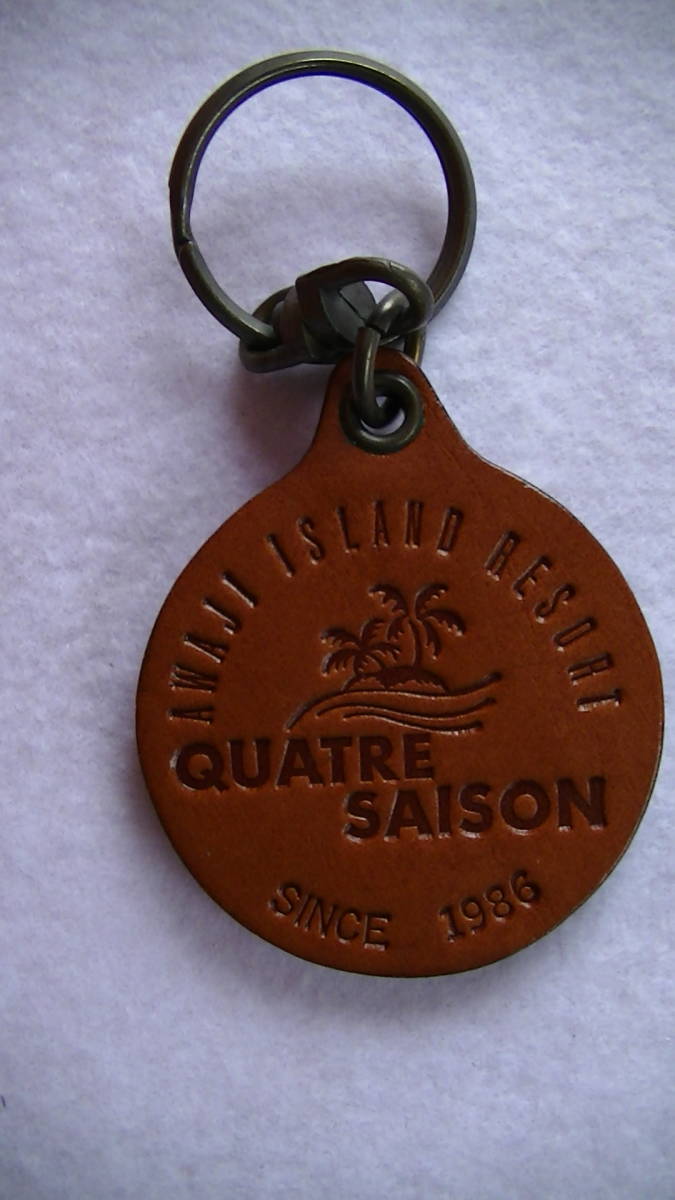 AWAJI ISLAND RESORT
QUATRE
SAISON
SINCE 1986